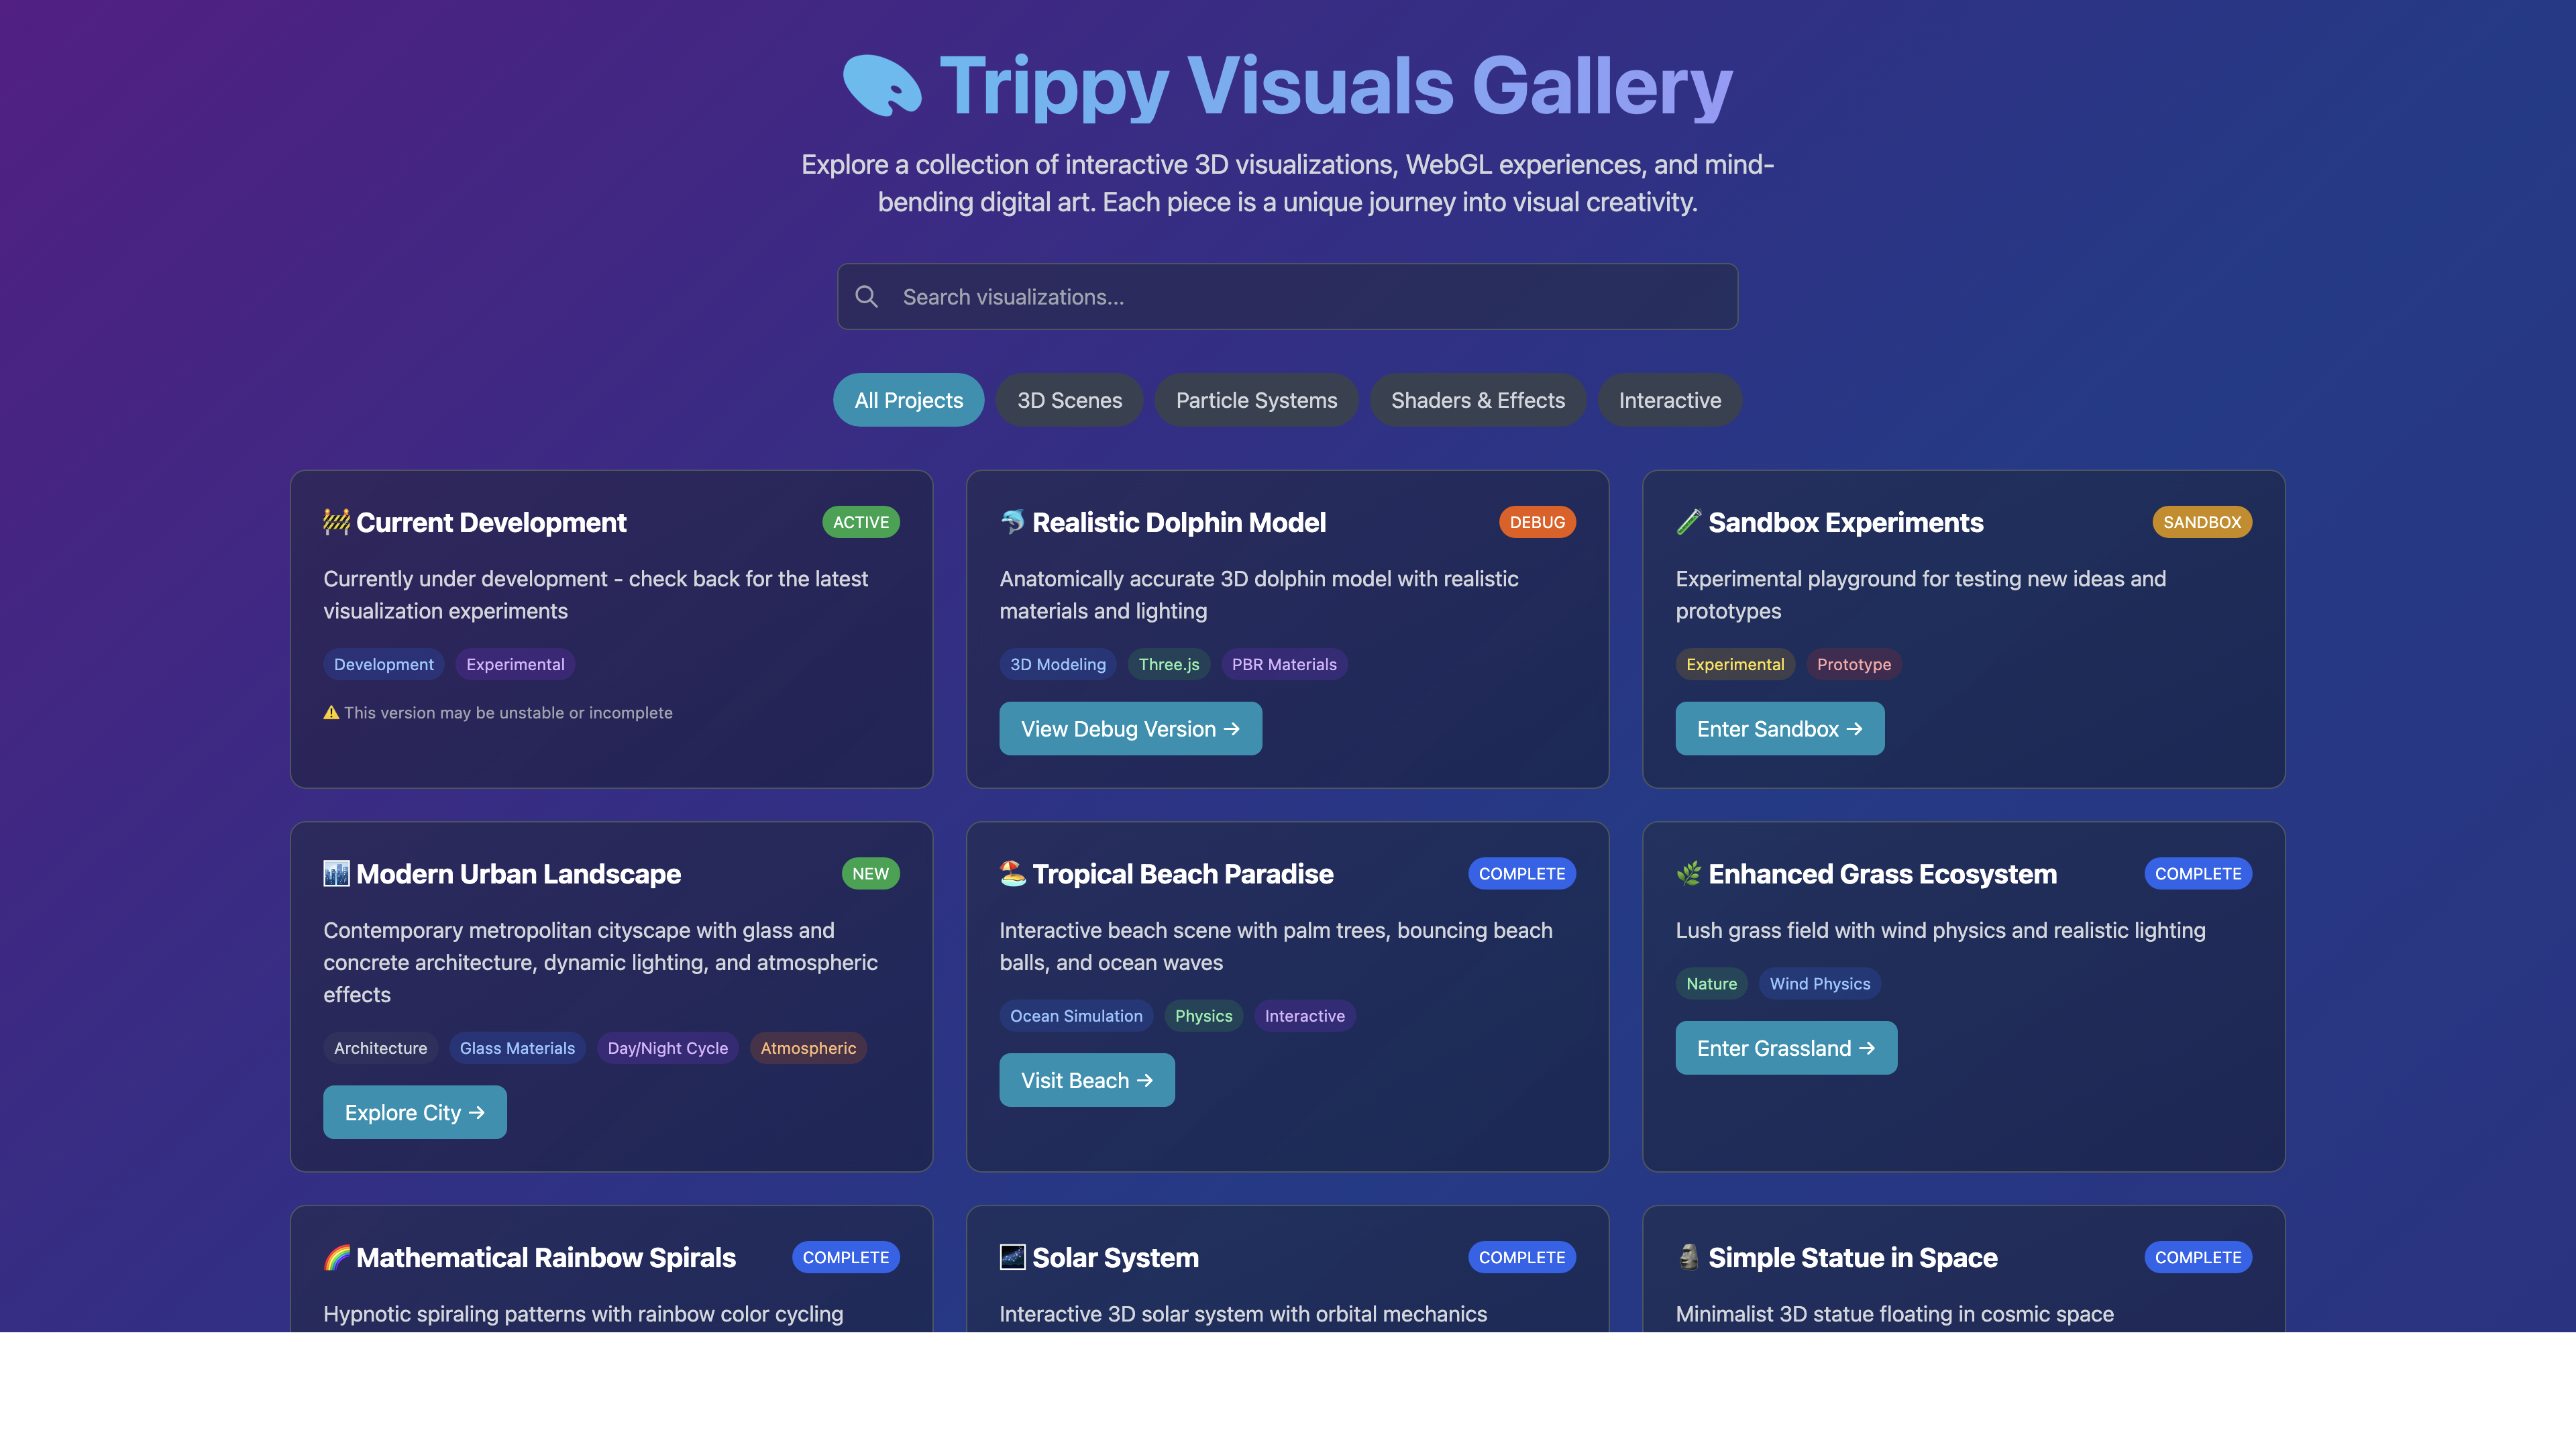 Trippy Visuals Gallery
Explore a collection of interactive 3D visualizations, WebGL experiences, and mind-
bending digital art. Each piece is a unique journey into visual creativity.
Search visualizations...
All Projects
3D Scenes
Particle Systems
Shaders & Effects
Interactive
Current Development
ACTIVE
Currently under development - check back for the latest
visualization experiments
Development
Experimental
⚠️ This version may be unstable or incomplete
Realistic Dolphin Model
DEBUG
Anatomically accurate 3D dolphin model with realistic
materials and lighting
3D Modeling
Three.js
PBR Materials
View Debug Version →
Sandbox Experiments
SANDBOX
Experimental playground for testing new ideas and
prototypes
Experimental
Prototype
Enter Sandbox →
Modern Urban Landscape
NEW
Contemporary metropolitan cityscape with glass and
concrete architecture, dynamic lighting, and atmospheric
effects
Architecture
Glass Materials
Day/Night Cycle
Atmospheric
Explore City →
Tropical Beach Paradise
COMPLETE
Interactive beach scene with palm trees, bouncing beach
balls, and ocean waves
Ocean Simulation
Physics
Interactive
Visit Beach →
Enhanced Grass Ecosystem
COMPLETE
Lush grass field with wind physics and realistic lighting
Nature
Wind Physics
Enter Grassland →
Mathematical Rainbow Spirals
COMPLETE
Hypnotic spiraling patterns with rainbow color cycling
Solar System
COMPLETE
Interactive 3D solar system with orbital mechanics
Simple Statue in Space
COMPLETE
Minimalist 3D statue floating in cosmic space